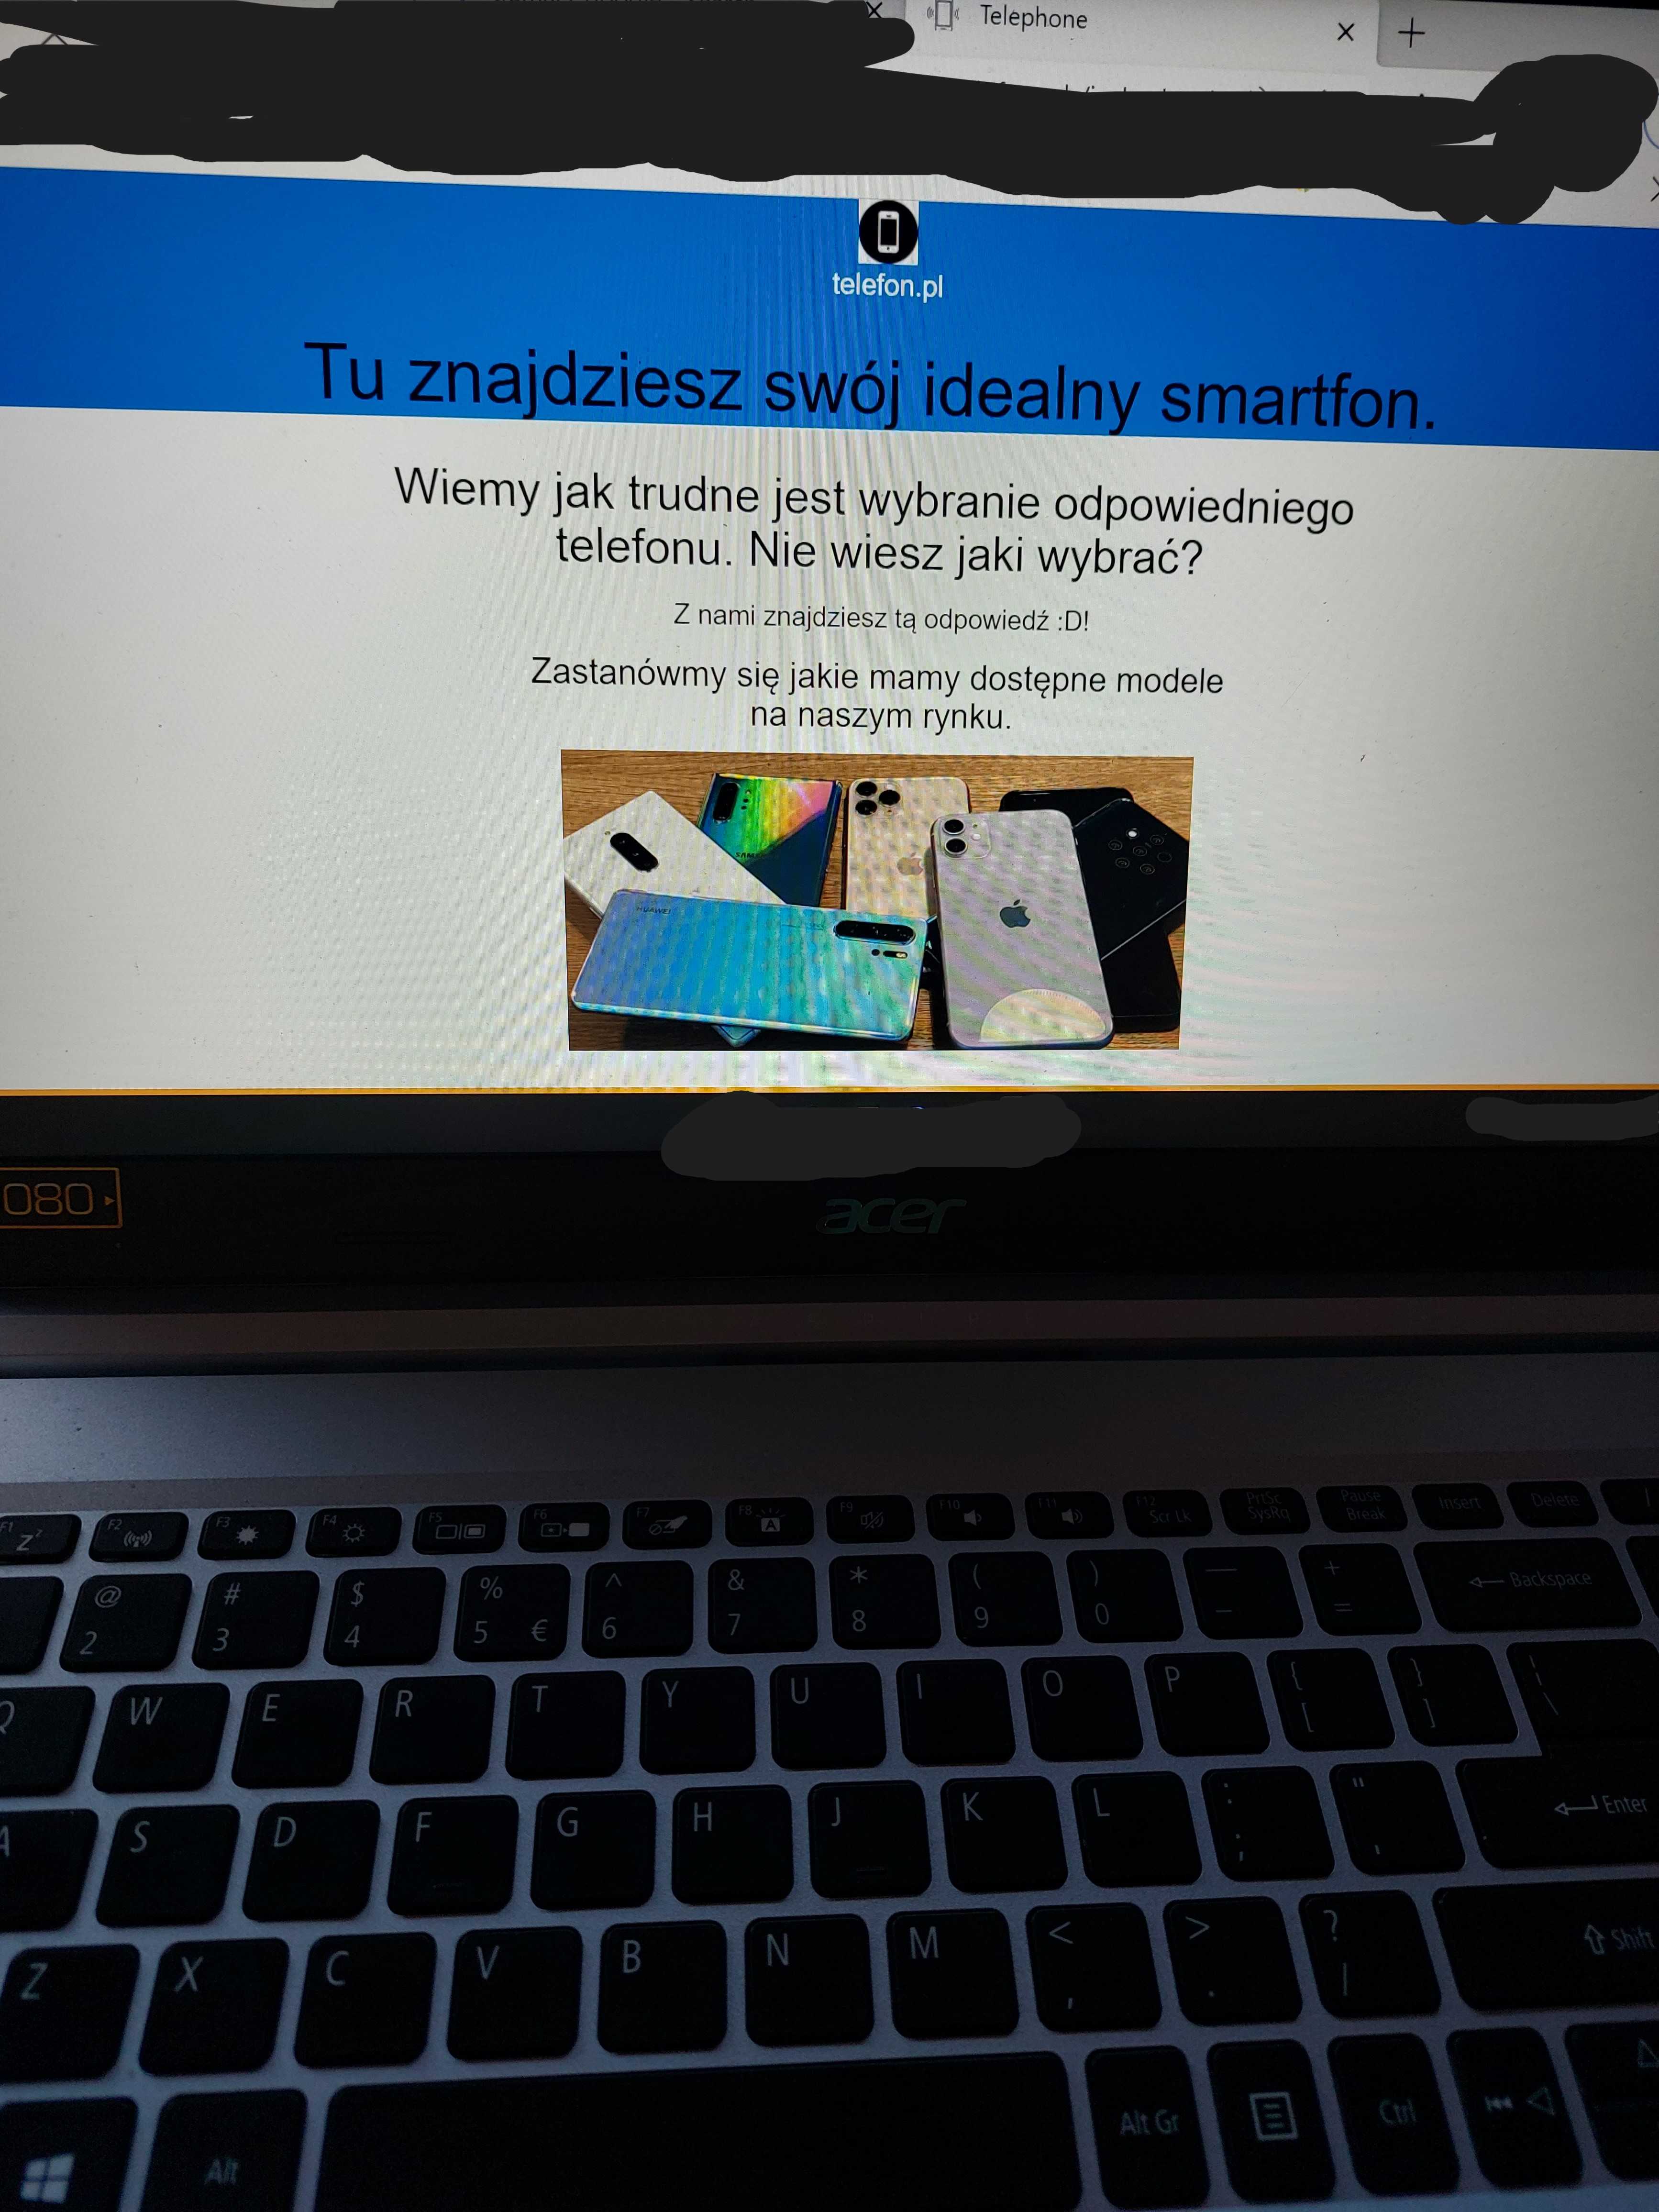 Telephone
telefon.pl
Tu znajdziesz swój idealny smartfon.
Wiemy jak trudne jest wybranie odpowiedniego
telefonu. Nie wiesz jaki wybrać?
Z nami znajdziesz tą odpowiedź :D!
Zastanówmy się jakie mamy dostępne modele
na naszym rynku.
HUAWEI
080
acer
F1 F2 F3 F4 F5 F6 F7 F8 F9 F10 F11 F12 PrtSc Pause Insert Delete
Z Z A Scr Lk SysRq Break
@ # $ % ^ & * ( ) — + Backspace
2 3 4 5 € 6 7 8 9 0 - =
Q W E R T Y U I O P { } |
[ ] \
A S D F G H J K L : " Enter
; '
Z X C V B N M < > ? Shift
, . /
Alt Alt Gr Ctrl